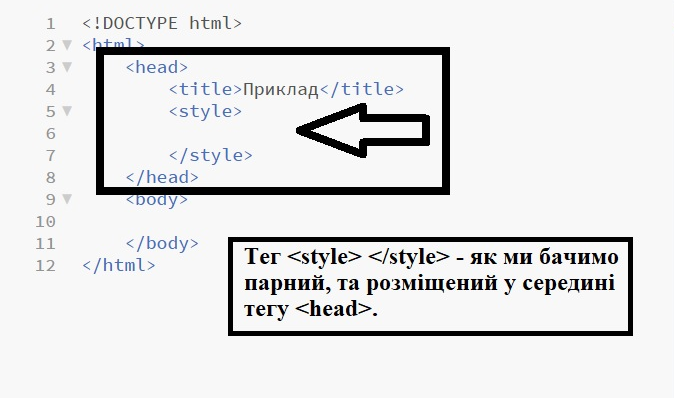 1 <!DOCTYPE html>
2 <html>
3 <head>
4 <title>Приклад</title>
5 <style>
6
7 </style>
8 </head>
9 <body>
10
11 </body>
12 </html>
Тег <style> </style> - як ми бачимо
парний, та розміщений у середині
тегу <head>.